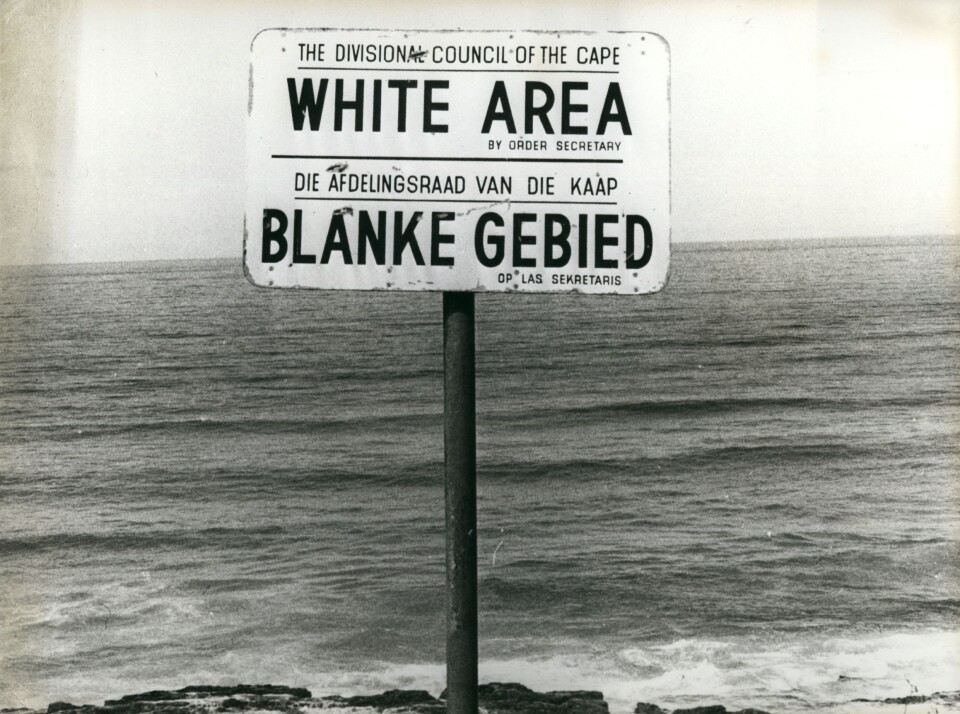 THE DIVISIONAL COUNCIL OF THE CAPE
WHITE AREA
BY ORDER SECRETARY
DIE AFDELINGSRAAD VAN DIE KAAP
BLANKE GEBIED
OP LAS SEKRETARIS